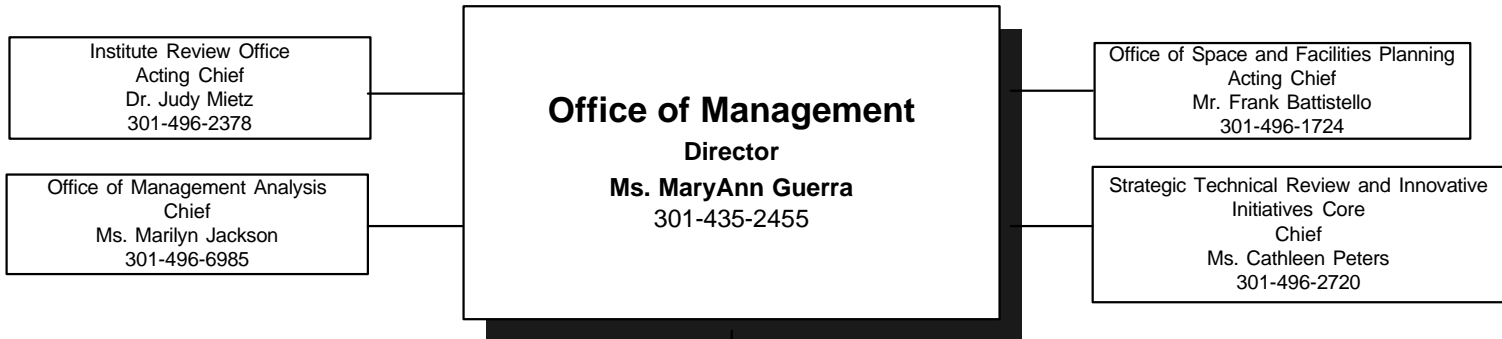 Institute Review Office
Acting Chief
Dr. Judy Mietz
301-496-2378
Office of Management Analysis
Chief
Ms. Marilyn Jackson
301-496-6985
Office of Management
Director
Ms. MaryAnn Guerra
301-435-2455
Office of Space and Facilities Planning
Acting Chief
Mr. Frank Battistello
301-496-1724
Strategic Technical Review and Innovative
Initiatives Core
Chief
Ms. Cathleen Peters
301-496-2720